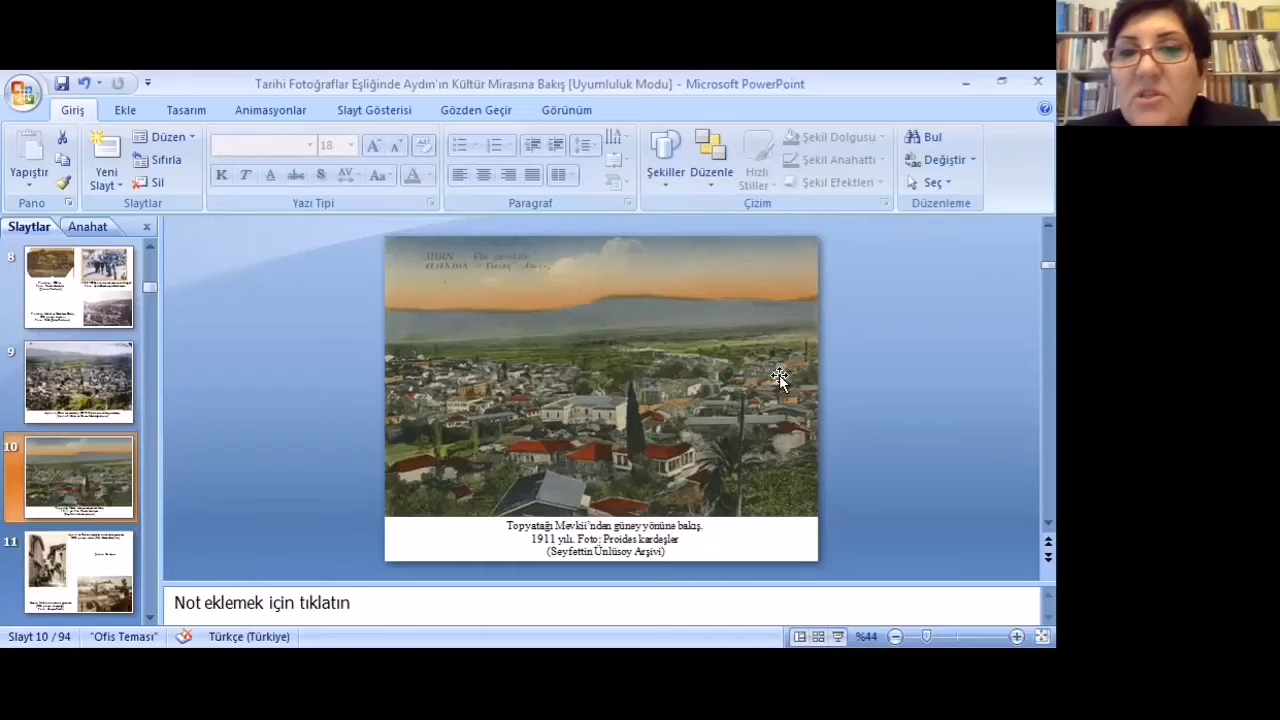 Tarihi Fotoğraflar Eşliğinde Aydın'ın Kültür Mirasına Bakış [Uyumluluk Modu] - Microsoft PowerPoint
Giriş Ekle Tasarım Animasyonlar Slayt Gösterisi Gözden Geçir Görünüm
Yapıştır
Yeni Slayt
Düzen
Sıfırla
Sil
18
K T A abc S AV Aa A
Şekiller
Düzenle
Hızlı Stiller
Şekil Dolgusu
Şekil Anahattı
Şekil Efektleri
Bul
Değiştir
Seç
Pano Slaytlar Yazı Tipi Paragraf Çizim Düzenleme
Slaytlar Anahat
8
9
10
11
AIDIN - Vue
Topyatağı Mevkii'nden güney yönüne bakış.
1911 yılı. Foto: Proides kardeşler
(Seyfettin Ünlüsoy Arşivi)
Not eklemek için tıklatın
Slayt 10 / 94 "Ofis Teması" Türkçe (Türkiye) %44